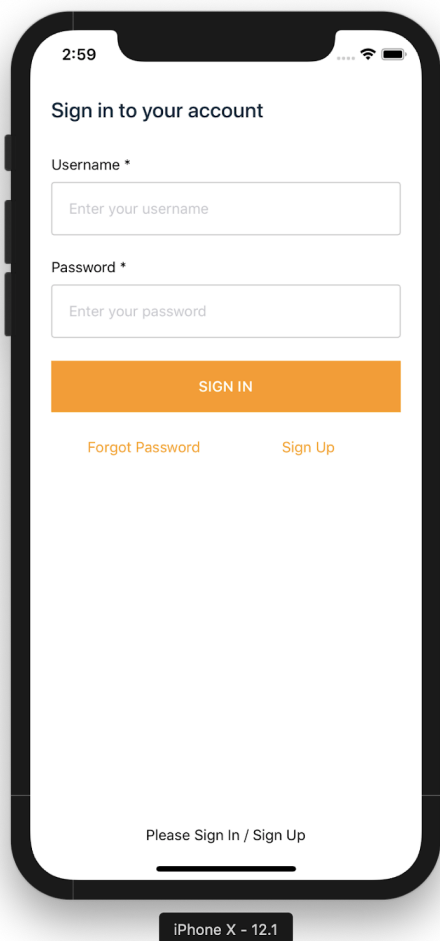 2:59
Sign in to your account
Username *
Enter your username
Password *
Enter your password
SIGN IN
Forgot Password Sign Up
Please Sign In / Sign Up
iPhone X - 12.1